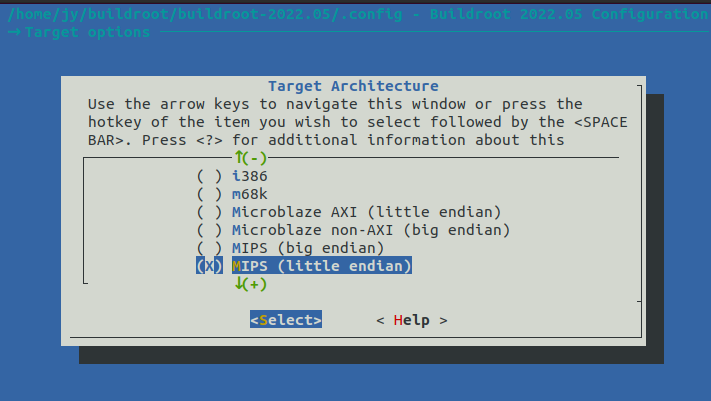 /home/jy/buildroot/buildroot-2022.05/.config - Buildroot 2022.05 Configuration
→ Target options
Target Architecture
Use the arrow keys to navigate this window or press the
hotkey of the item you wish to select followed by the <SPACE
BAR>. Press <?> for additional information about this
↑(-)
( ) i386
( ) m68k
( ) Microblaze AXI (little endian)
( ) Microblaze non-AXI (big endian)
( ) MIPS (big endian)
(X) MIPS (little endian)
↓(+)
<Select> < Help >